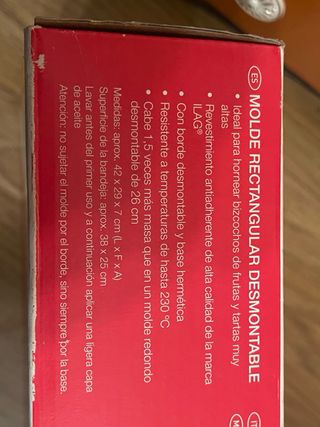 ES MOLDE RECTANGULAR DESMONTABLE
• Ideal para hornear bizcochos de frutas y tartas muy
altas
• Revestimiento antiadherente de alta calidad de la marca
ILAG®
• Con borde desmontable y base hermética
• Resistente a temperaturas de hasta 230 °C
• Cabe 1,5 veces más masa que en un molde redondo
desmontable de 26 cm
Medidas: aprox. 42 x 29 x 7 cm (L x F x A)
Superficie de la bandeja: aprox. 38 x 25 cm
Lavar antes del primer uso y a continuación aplicar una ligera capa
de aceite
Atención: no sujetar el molde por el borde, sino siempre por la base.
IT
M